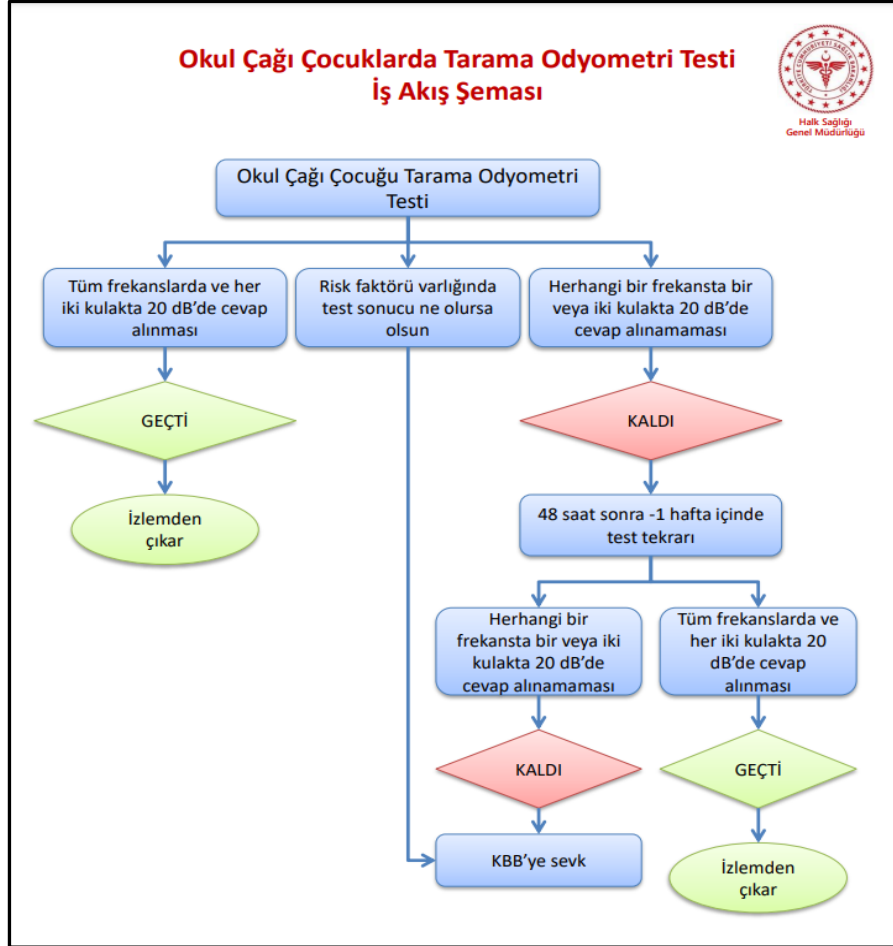 Okul Çağı Çocuklarda Tarama Odyometri Testi
İş Akış Şeması
Halk Sağlığı
Genel Müdürlüğü
Okul Çağı Çocuğu Tarama Odyometri
Testi
Tüm frekanslarda ve her
iki kulakta 20 dB’de cevap
alınması
Risk faktörü varlığında
test sonucu ne olursa
olsun
Herhangi bir frekansta bir
veya iki kulakta 20 dB’de
cevap alınamaması
GEÇTİ
KALDI
İzlemden
çıkar
48 saat sonra -1 hafta içinde
test tekrarı
Herhangi bir
frekansta bir veya iki
kulakta 20 dB’de
cevap alınamaması
Tüm frekanslarda ve
her iki kulakta 20
dB’de cevap
alınması
KALDI
GEÇTİ
KBB’ye sevk
İzlemden
çıkar